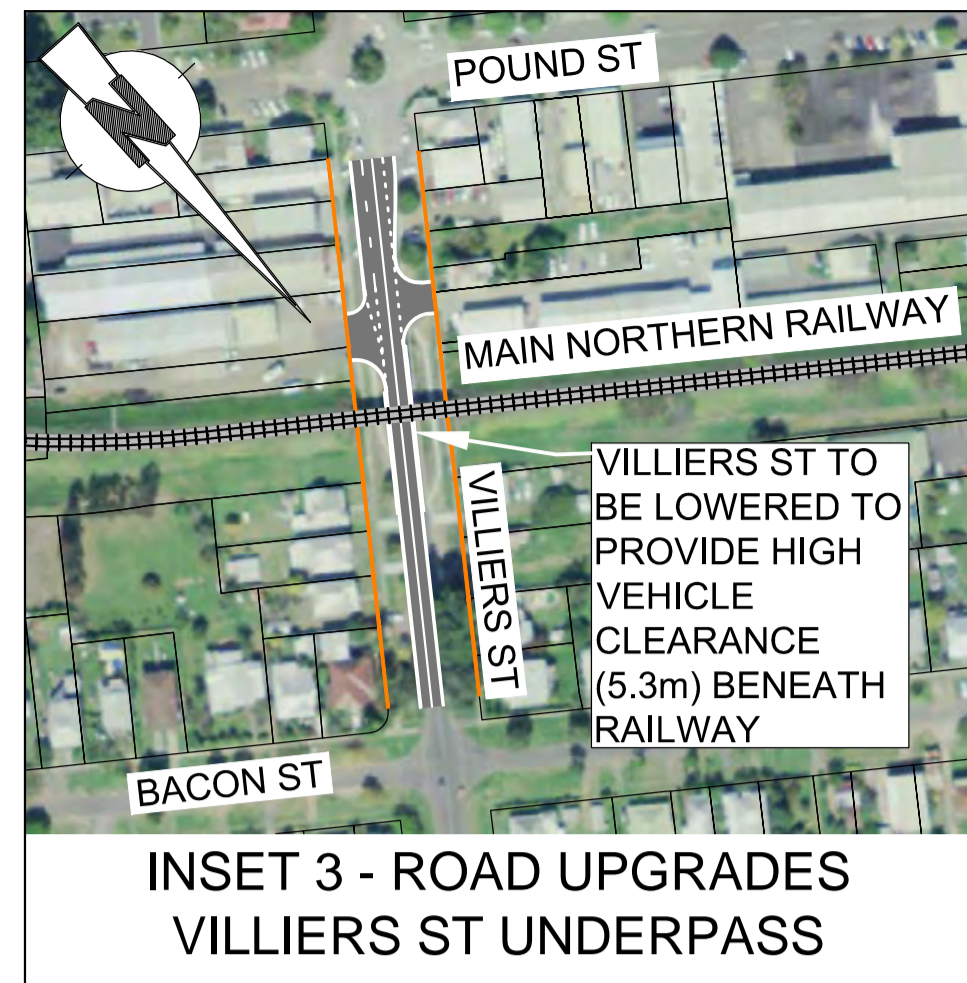 POUND ST
MAIN NORTHERN RAILWAY
VILLIERS ST TO
BE LOWERED TO
PROVIDE HIGH
VEHICLE
CLEARANCE
(5.3m) BENEATH
RAILWAY
VILLIERS ST
BACON ST
INSET 3 - ROAD UPGRADES
VILLIERS ST UNDERPASS